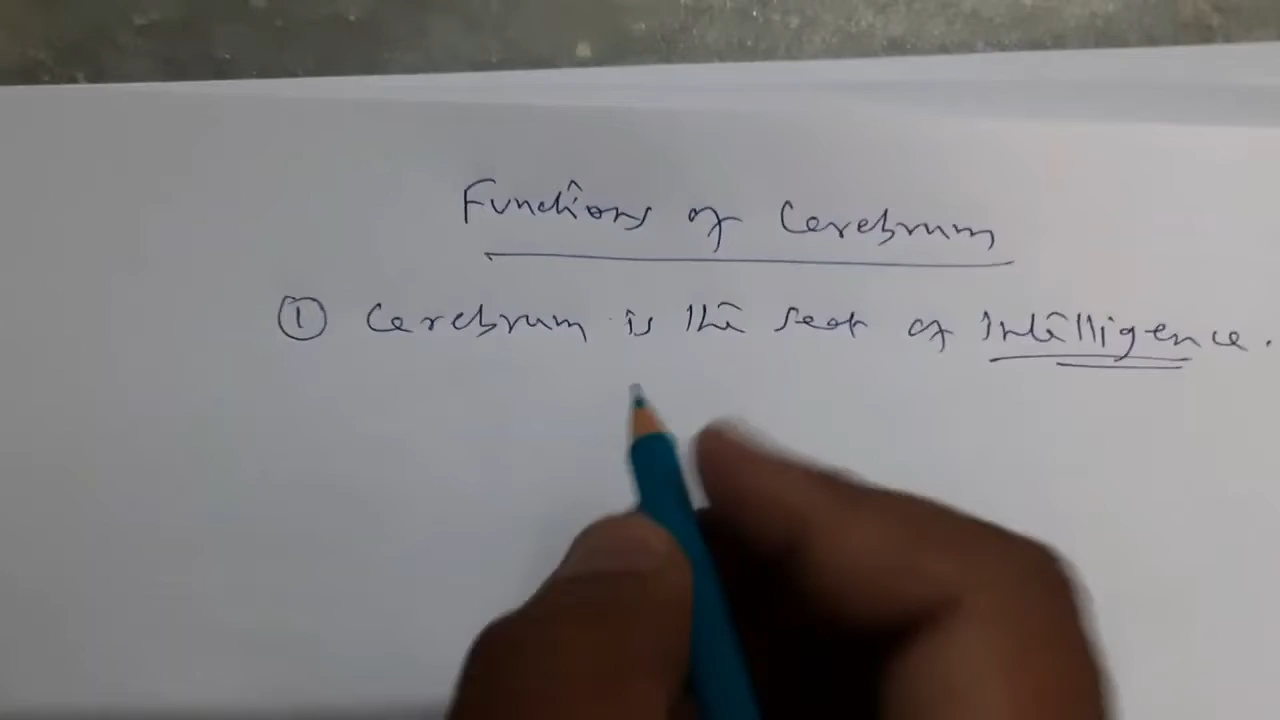 Functions of Cerebrum
① Cerebrum is the seat of Intelligence.